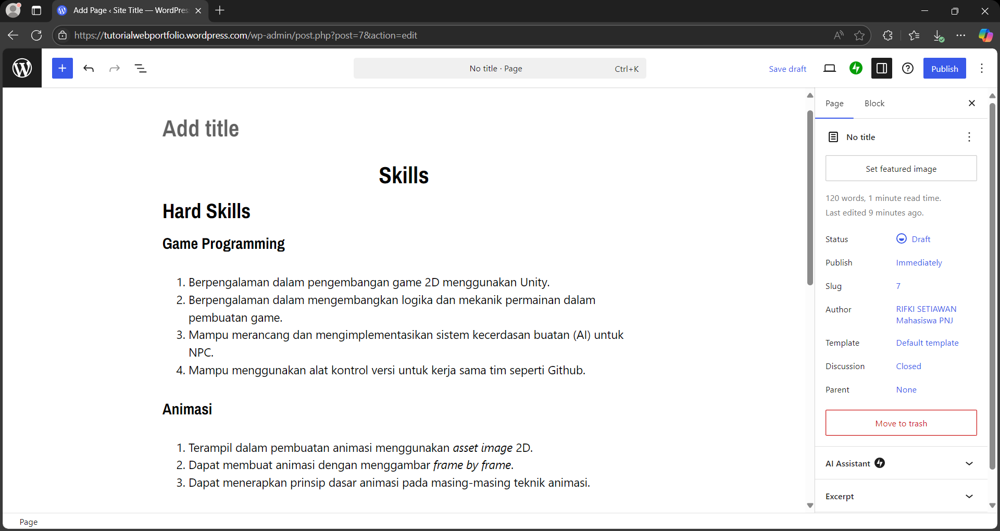 Add Page ‹ Site Title — WordPres
https://tutorialwebportfolio.wordpress.com/wp-admin/post.php?post=7&action=edit
No title · Page Ctrl+K
Save draft
Publish
Page Block
Add title
Skills
Hard Skills
Game Programming
1. Berpengalaman dalam pengembangan game 2D menggunakan Unity.
2. Berpengalaman dalam mengembangkan logika dan mekanik permainan dalam
pembuatan game.
3. Mampu merancang dan mengimplementasikan sistem kecerdasan buatan (AI) untuk
NPC.
4. Mampu menggunakan alat kontrol versi untuk kerja sama tim seperti Github.
Animasi
1. Terampil dalam pembuatan animasi menggunakan asset image 2D.
2. Dapat membuat animasi dengan menggambar frame by frame.
3. Dapat menerapkan prinsip dasar animasi pada masing-masing teknik animasi.
No title
Set featured image
120 words, 1 minute read time.
Last edited 9 minutes ago.
Status Draft
Publish Immediately
Slug 7
Author RIFKI SETIAWAN
Mahasiswa PNJ
Template Default template
Discussion Closed
Parent None
Move to trash
AI Assistant
Excerpt
Page